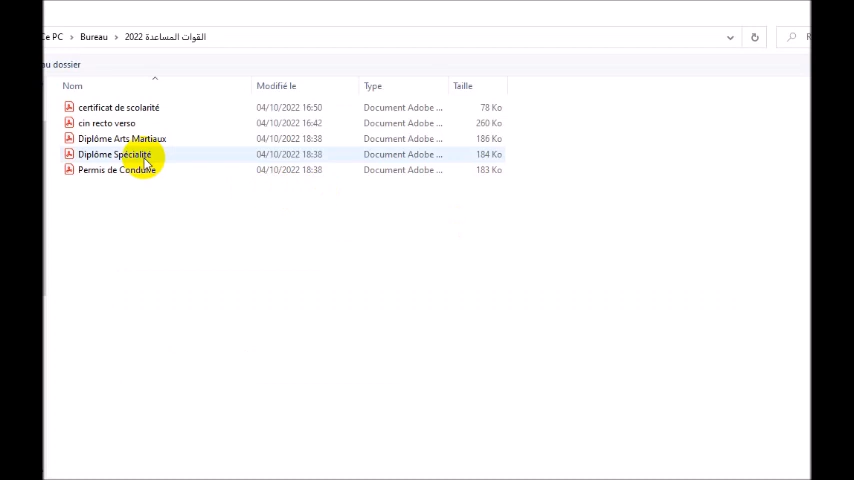 Ce PC > Bureau > القوات المساعدة 2022
au dossier
Nom Modifié le Type Taille
certificat de scolarité 04/10/2022 16:50 Document Adobe ... 78 Ko
cin recto verso 04/10/2022 16:42 Document Adobe ... 260 Ko
Diplôme Arts Martiaux 04/10/2022 18:38 Document Adobe ... 186 Ko
Diplôme Spécialité 04/10/2022 18:38 Document Adobe ... 184 Ko
Permis de Conduire 04/10/2022 18:38 Document Adobe ... 183 Ko